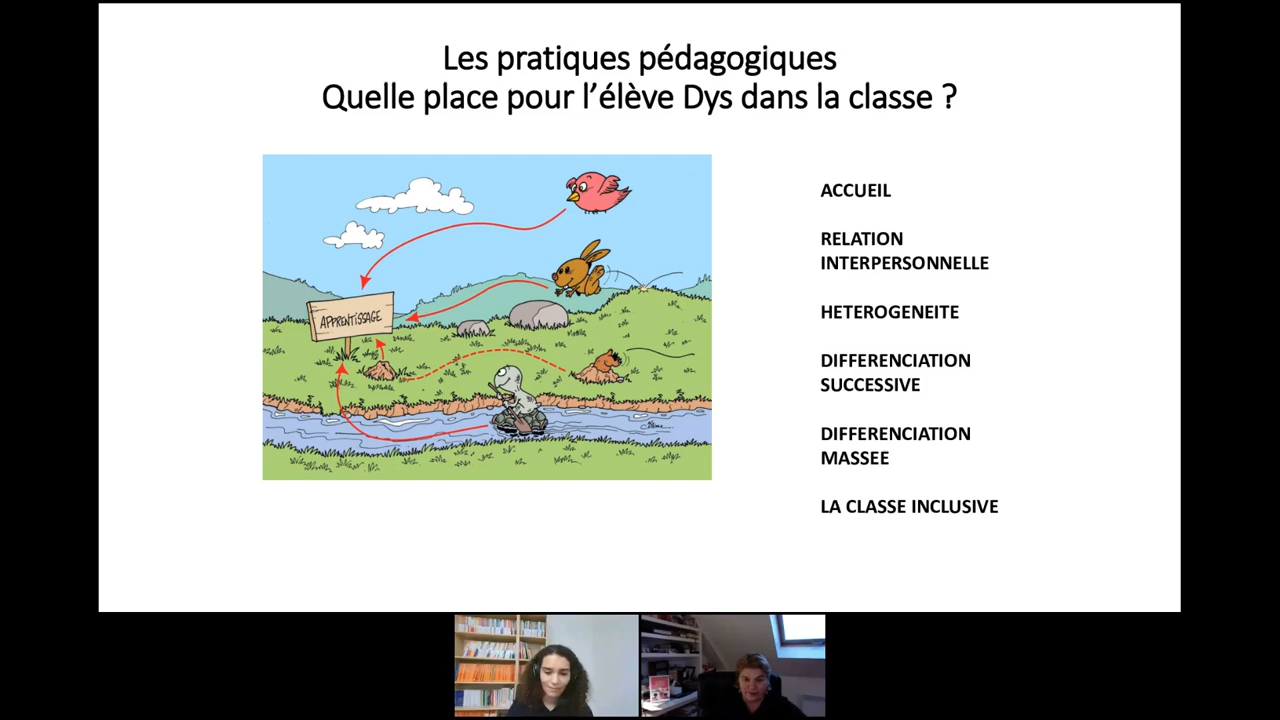 Les pratiques pédagogiques
Quelle place pour l’élève Dys dans la classe ?
APPRENTISSAGE
ACCUEIL
RELATION
INTERPERSONNELLE
HETEROGENEITE
DIFFERENCIATION
SUCCESSIVE
DIFFERENCIATION
MASSEE
LA CLASSE INCLUSIVE